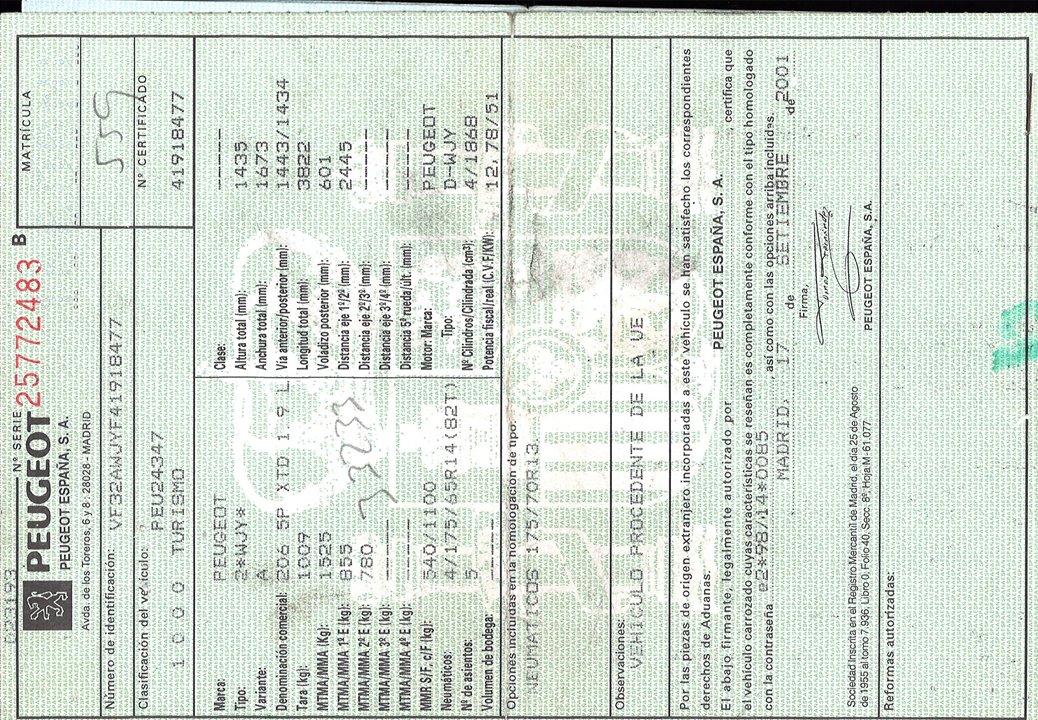 023193
Nº SERIE
25772483 B
PEUGEOT
PEUGEOT ESPAÑA, S. A.
Avda. de los Toreros, 6 y 8 - 28028 - MADRID
MATRÍCULA
559
Número de identificación: VF32AWJYF41918477
Nº CERTIFICADO
41918477
Clasificación del vehículo: PEU24347
1 0 0 0 TURISMO
Marca: PEUGEOT
Tipo: 2*WJY*
Variante: A
Denominación comercial: 206 5P XTD 1.9 L
Tara (kg): 1009
MTMA/MMA (Kg): 1525
MTMA/MMA 1º E (kg): 855
MTMA/MMA 2º E (kg): 780
MTMA/MMA 3º E (kg): -----
MTMA/MMA 4º E (kg): -----
MMR S/F, c/F (kg): 540/1100
Neumáticos: 4/175/65R14(82T)
Nº de asientos: 5
Volumen de bodega: -----
Clase: -----
Altura total (mm): 1435
Anchura total (mm): 1673
Vía anterior/posterior (mm): 1443/1434
Longitud total (mm): 3822
Voladizo posterior (mm): 601
Distancia eje 1º/2º (mm): 2445
Distancia eje 2º/3º (mm): -----
Distancia eje 3º/4º (mm): -----
Distancia 5ª rueda/últ. (mm): -----
Motor: Marca: PEUGEOT
Tipo: D-WJY
Nº Cilindros/Cilindrada (cm³): 4/1868
Potencia fiscal/real (C.V.F/KW): 12,78/51
Opciones incluidas en la homologación de tipo:
NEUMATICOS 175/70R13.
Observaciones:
VEHICULO PROCEDENTE DE LA UE
Por las piezas de origen extranjero incorporadas a este vehículo se han satisfecho los correspondientes
derechos de Aduanas.
El abajo firmante, legalmente autorizado por PEUGEOT ESPAÑA, S. A. , certifica que
el vehículo carrozado cuyas características se reseñan es completamente conforme con el tipo homologado
con la contraseña e2*98/14*0085 , así como con las opciones arriba incluidas.
MADRID, 17 de SETIEMBRE de 2001
Firma,
PEUGEOT ESPAÑA, S.A.
Sociedad Inscrita en el Registro Mercantil de Madrid, el día 25 de Agosto
de 1955 al tomo 7.936, Libro 0, Folio 40, Secc. 8ª Hoja M-61.077
Reformas autorizadas: